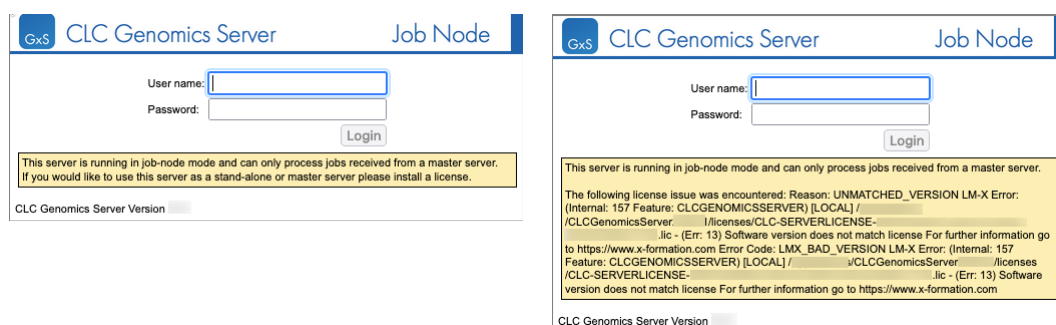 GxS CLC Genomics Server Job Node
User name:
Password:
Login
This server is running in job-node mode and can only process jobs received from a master server.
If you would like to use this server as a stand-alone or master server please install a license.
CLC Genomics Server Version
GxS CLC Genomics Server Job Node
User name:
Password:
Login
This server is running in job-node mode and can only process jobs received from a master server.
The following license issue was encountered: Reason: UNMATCHED_VERSION LM-X Error:
(Internal: 157 Feature: CLCGENOMICSSERVER) [LOCAL] /
/CLCGenomicsServer. /licenses/CLC-SERVERLICENSE-
.lic - (Err: 13) Software version does not match license For further information go
to https://www.x-formation.com Error Code: LMX_BAD_VERSION LM-X Error: (Internal: 157
Feature: CLCGENOMICSSERVER) [LOCAL] / s/CLCGenomicsServer /licenses
/CLC-SERVERLICENSE- .lic - (Err: 13) Software
version does not match license For further information go to https://www.x-formation.com
CLC Genomics Server Version